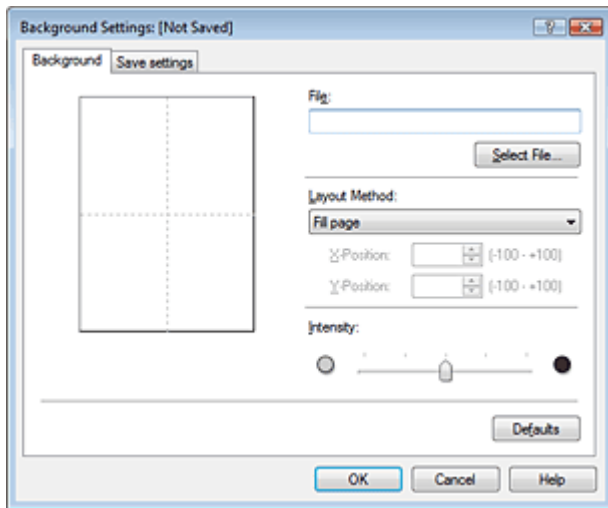 Background Settings: [Not Saved]
Background Save settings
File:
Select File...
Layout Method:
Fill page
X-Position: (-100 - +100)
Y-Position: (-100 - +100)
Intensity:
Defaults
OK Cancel Help